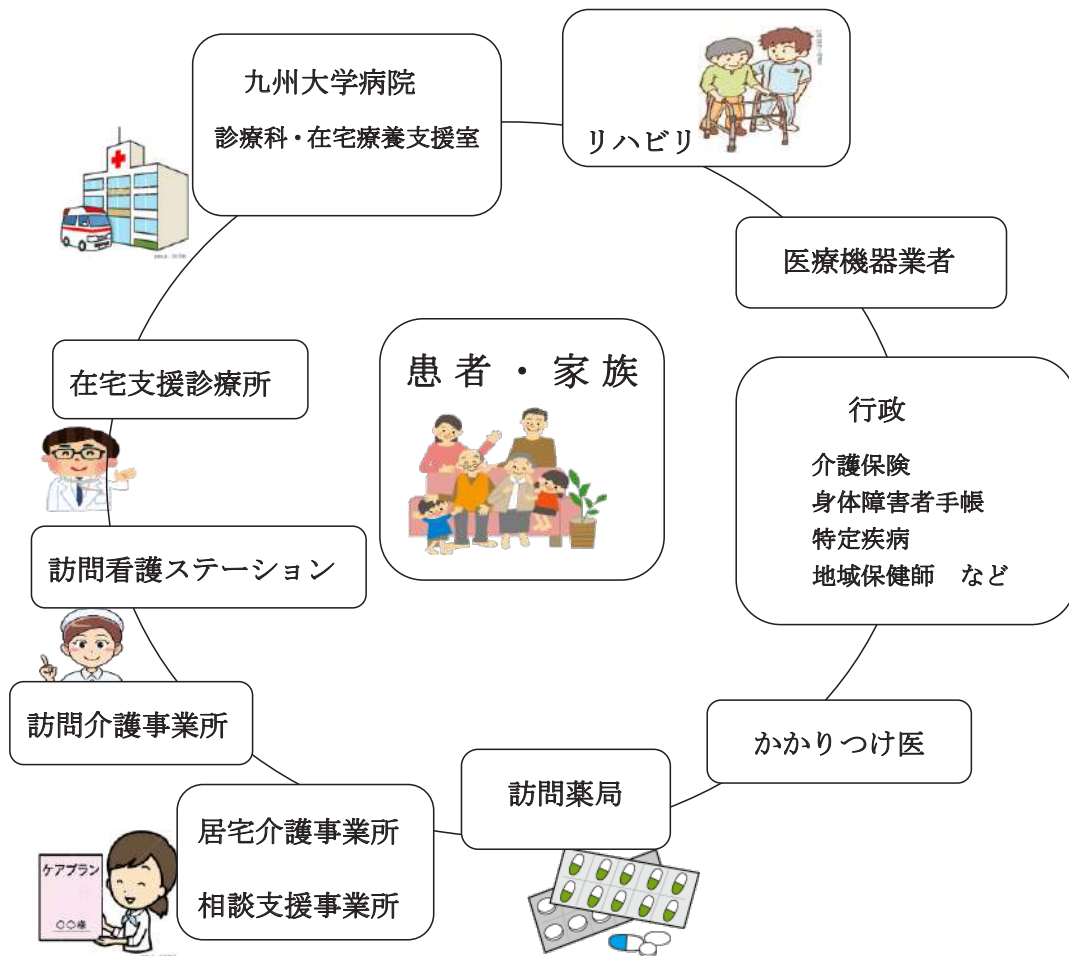 九州大学病院
診療科・在宅療養支援室
リハビリ
医療機器業者
在宅支援診療所
患者・家族
行政
介護保険
身体障害者手帳
特定疾病
地域保健師　など
訪問看護ステーション
訪問介護事業所
かかりつけ医
訪問薬局
居宅介護事業所
相談支援事業所
ケアプラン
〇〇様